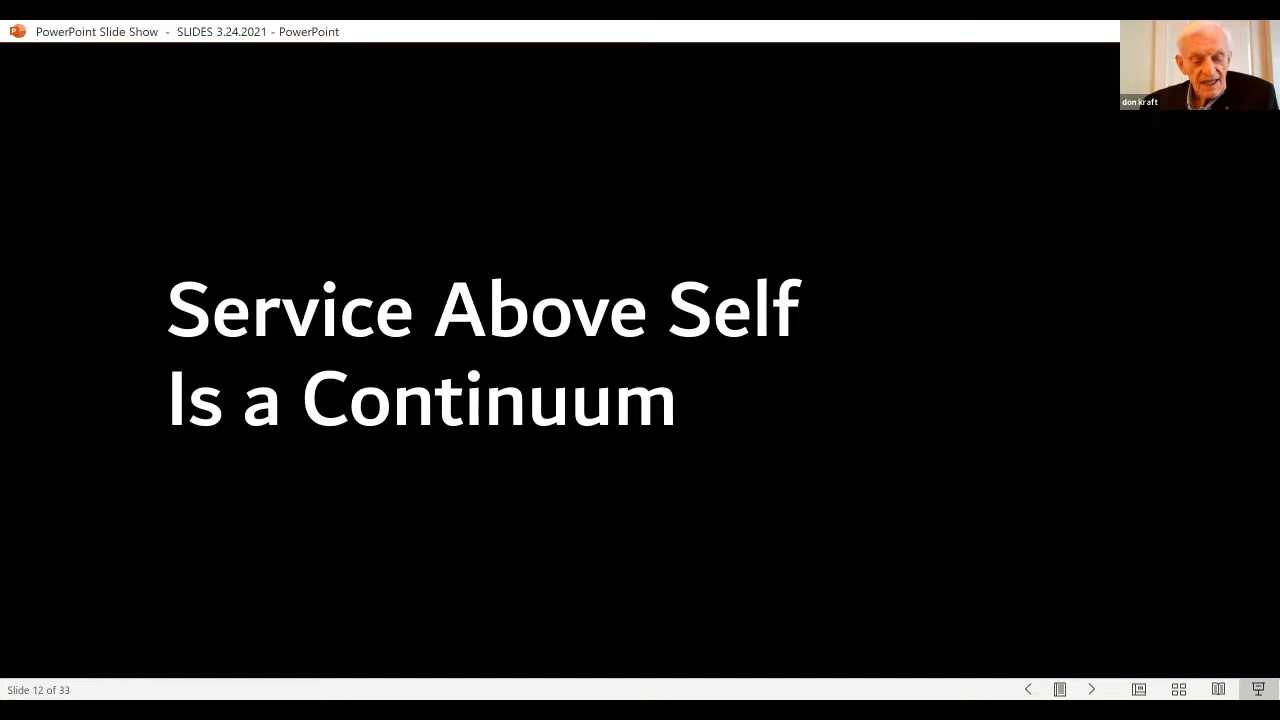 PowerPoint Slide Show - SLIDES 3.24.2021 - PowerPoint
don kraft
Service Above Self
Is a Continuum
Slide 12 of 33